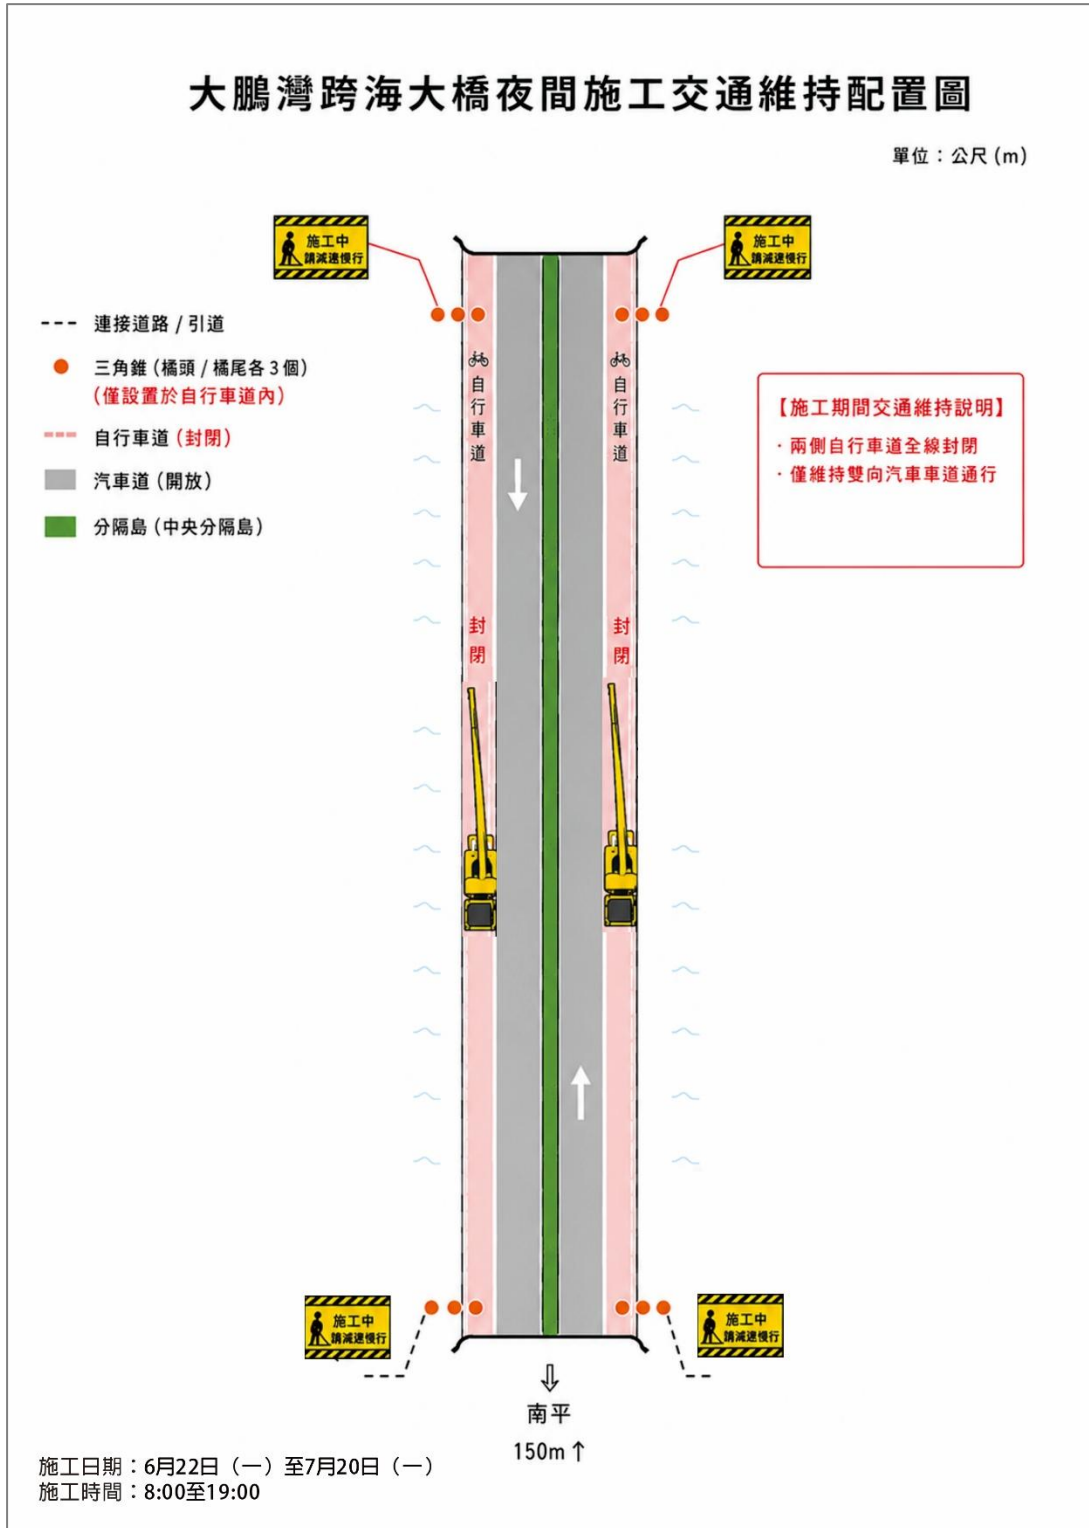 大鵬灣跨海大橋夜間施工交通維持配置圖
單位：公尺 (m)
施工中
請減速慢行
施工中
請減速慢行
連接道路 / 引道
三角錐 (橘頭 / 橘尾各 3 個)
(僅設置於自行車道內)
自行車道 (封閉)
汽車道 (開放)
分隔島 (中央分隔島)
自行車道
自行車道
【施工期間交通維持說明】
· 兩側自行車道全線封閉
· 僅維持雙向汽車車道通行
封閉
封閉
施工中
請減速慢行
施工中
請減速慢行
南平
150m ↑
施工日期：6月22日（一）至7月20日（一）
施工時間：8:00至19:00